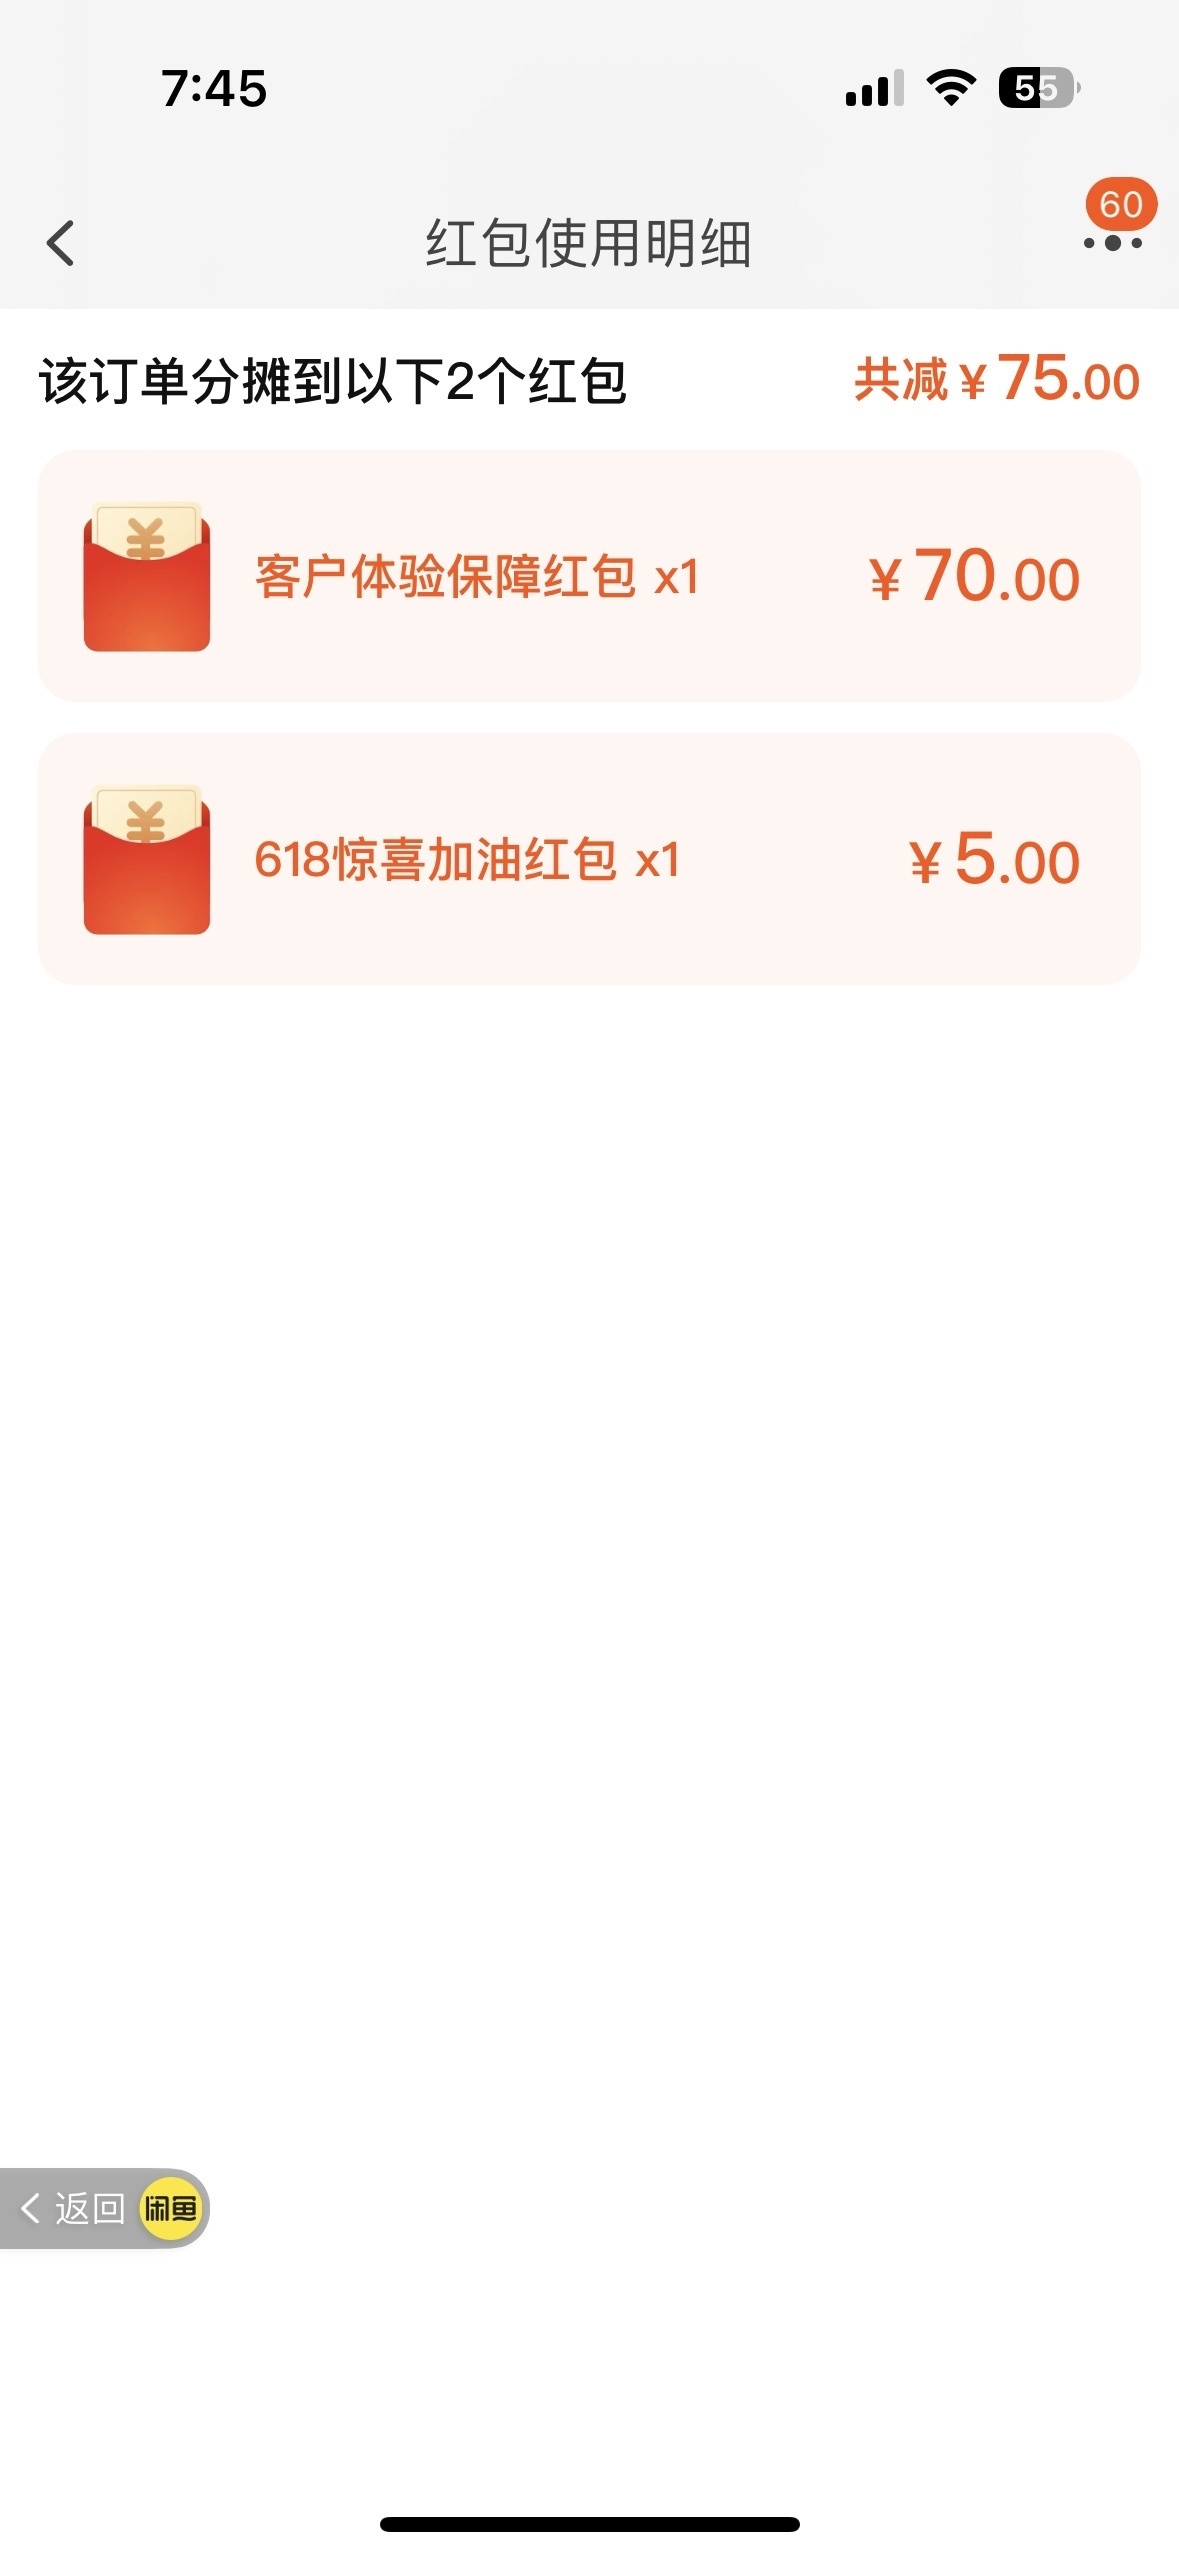 7:45
55
60
红包使用明细
该订单分摊到以下2个红包 共减 ¥ 75.00
客户体验保障红包 x1 ¥ 70.00
618惊喜加油红包 x1 ¥ 5.00
返回 闲鱼